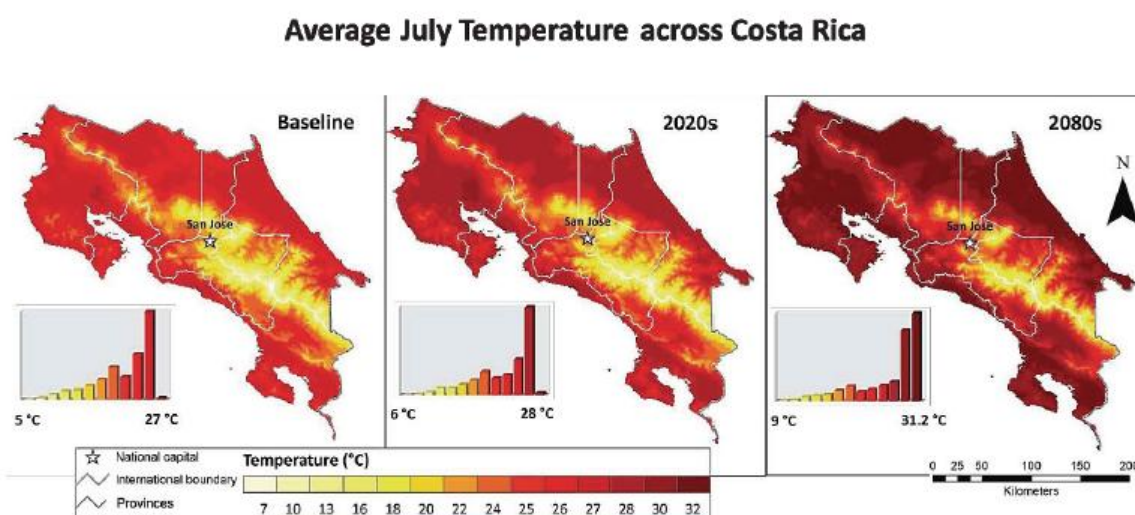 Average July Temperature across Costa Rica
Baseline
2020s
2080s
N
San Jose
San Jose
San Jose
5 °C
27 °C
6 °C
28 °C
9 °C
31.2 °C
National capital
International boundary
Provinces
Temperature (°C)
7 10 13 16 18 20 22 24 25 26 27 28 30 32
0 25 50 100 150 200
Kilometers